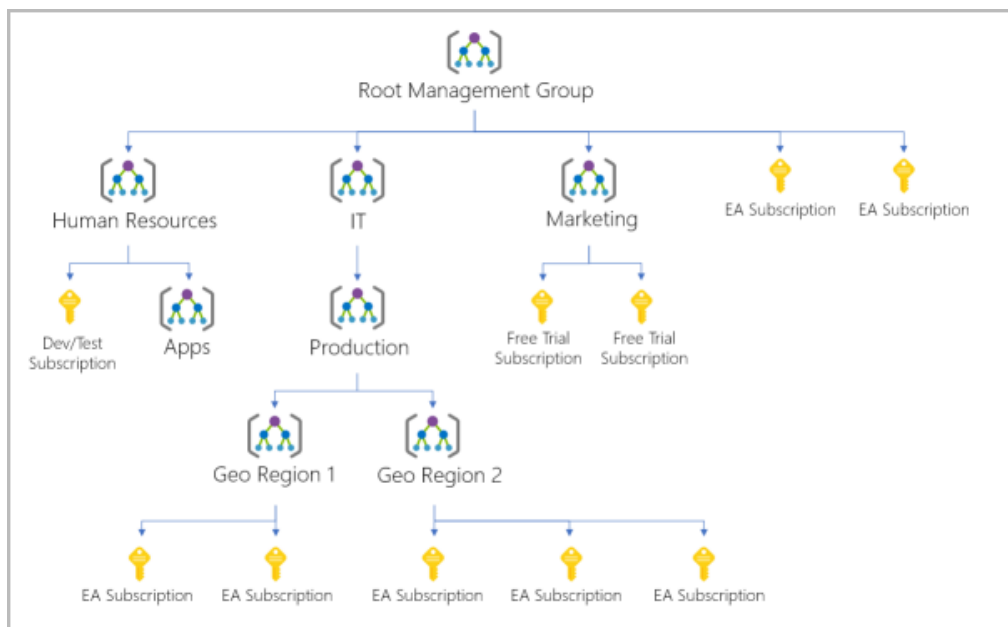 Root Management Group
Human Resources
IT
Marketing
EA Subscription
EA Subscription
Dev/Test
Subscription
Apps
Production
Free Trial
Subscription
Free Trial
Subscription
Geo Region 1
Geo Region 2
EA Subscription
EA Subscription
EA Subscription
EA Subscription
EA Subscription